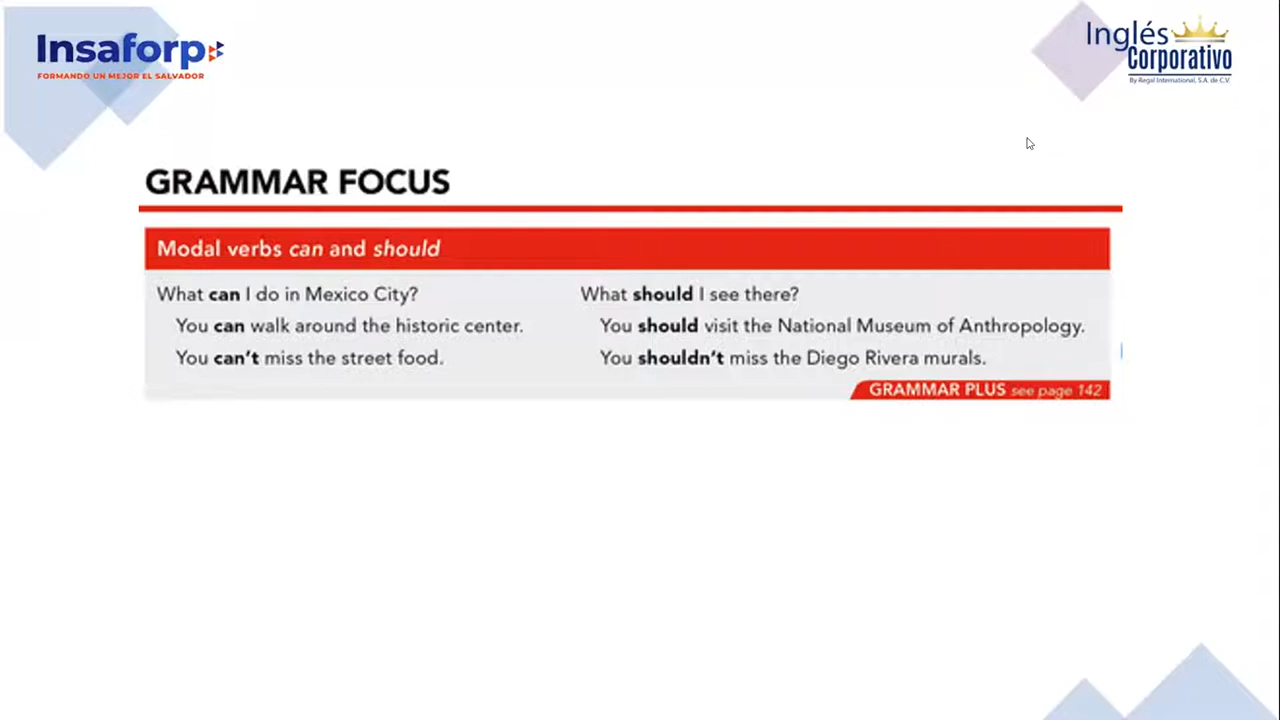 Insaforp
FORMANDO UN MEJOR EL SALVADOR
Inglés
Corporativo
By Regal International, S.A. de C.V.
GRAMMAR FOCUS
Modal verbs can and should
What can I do in Mexico City?
You can walk around the historic center.
You can't miss the street food.
What should I see there?
You should visit the National Museum of Anthropology.
You shouldn't miss the Diego Rivera murals.
GRAMMAR PLUS see page 142